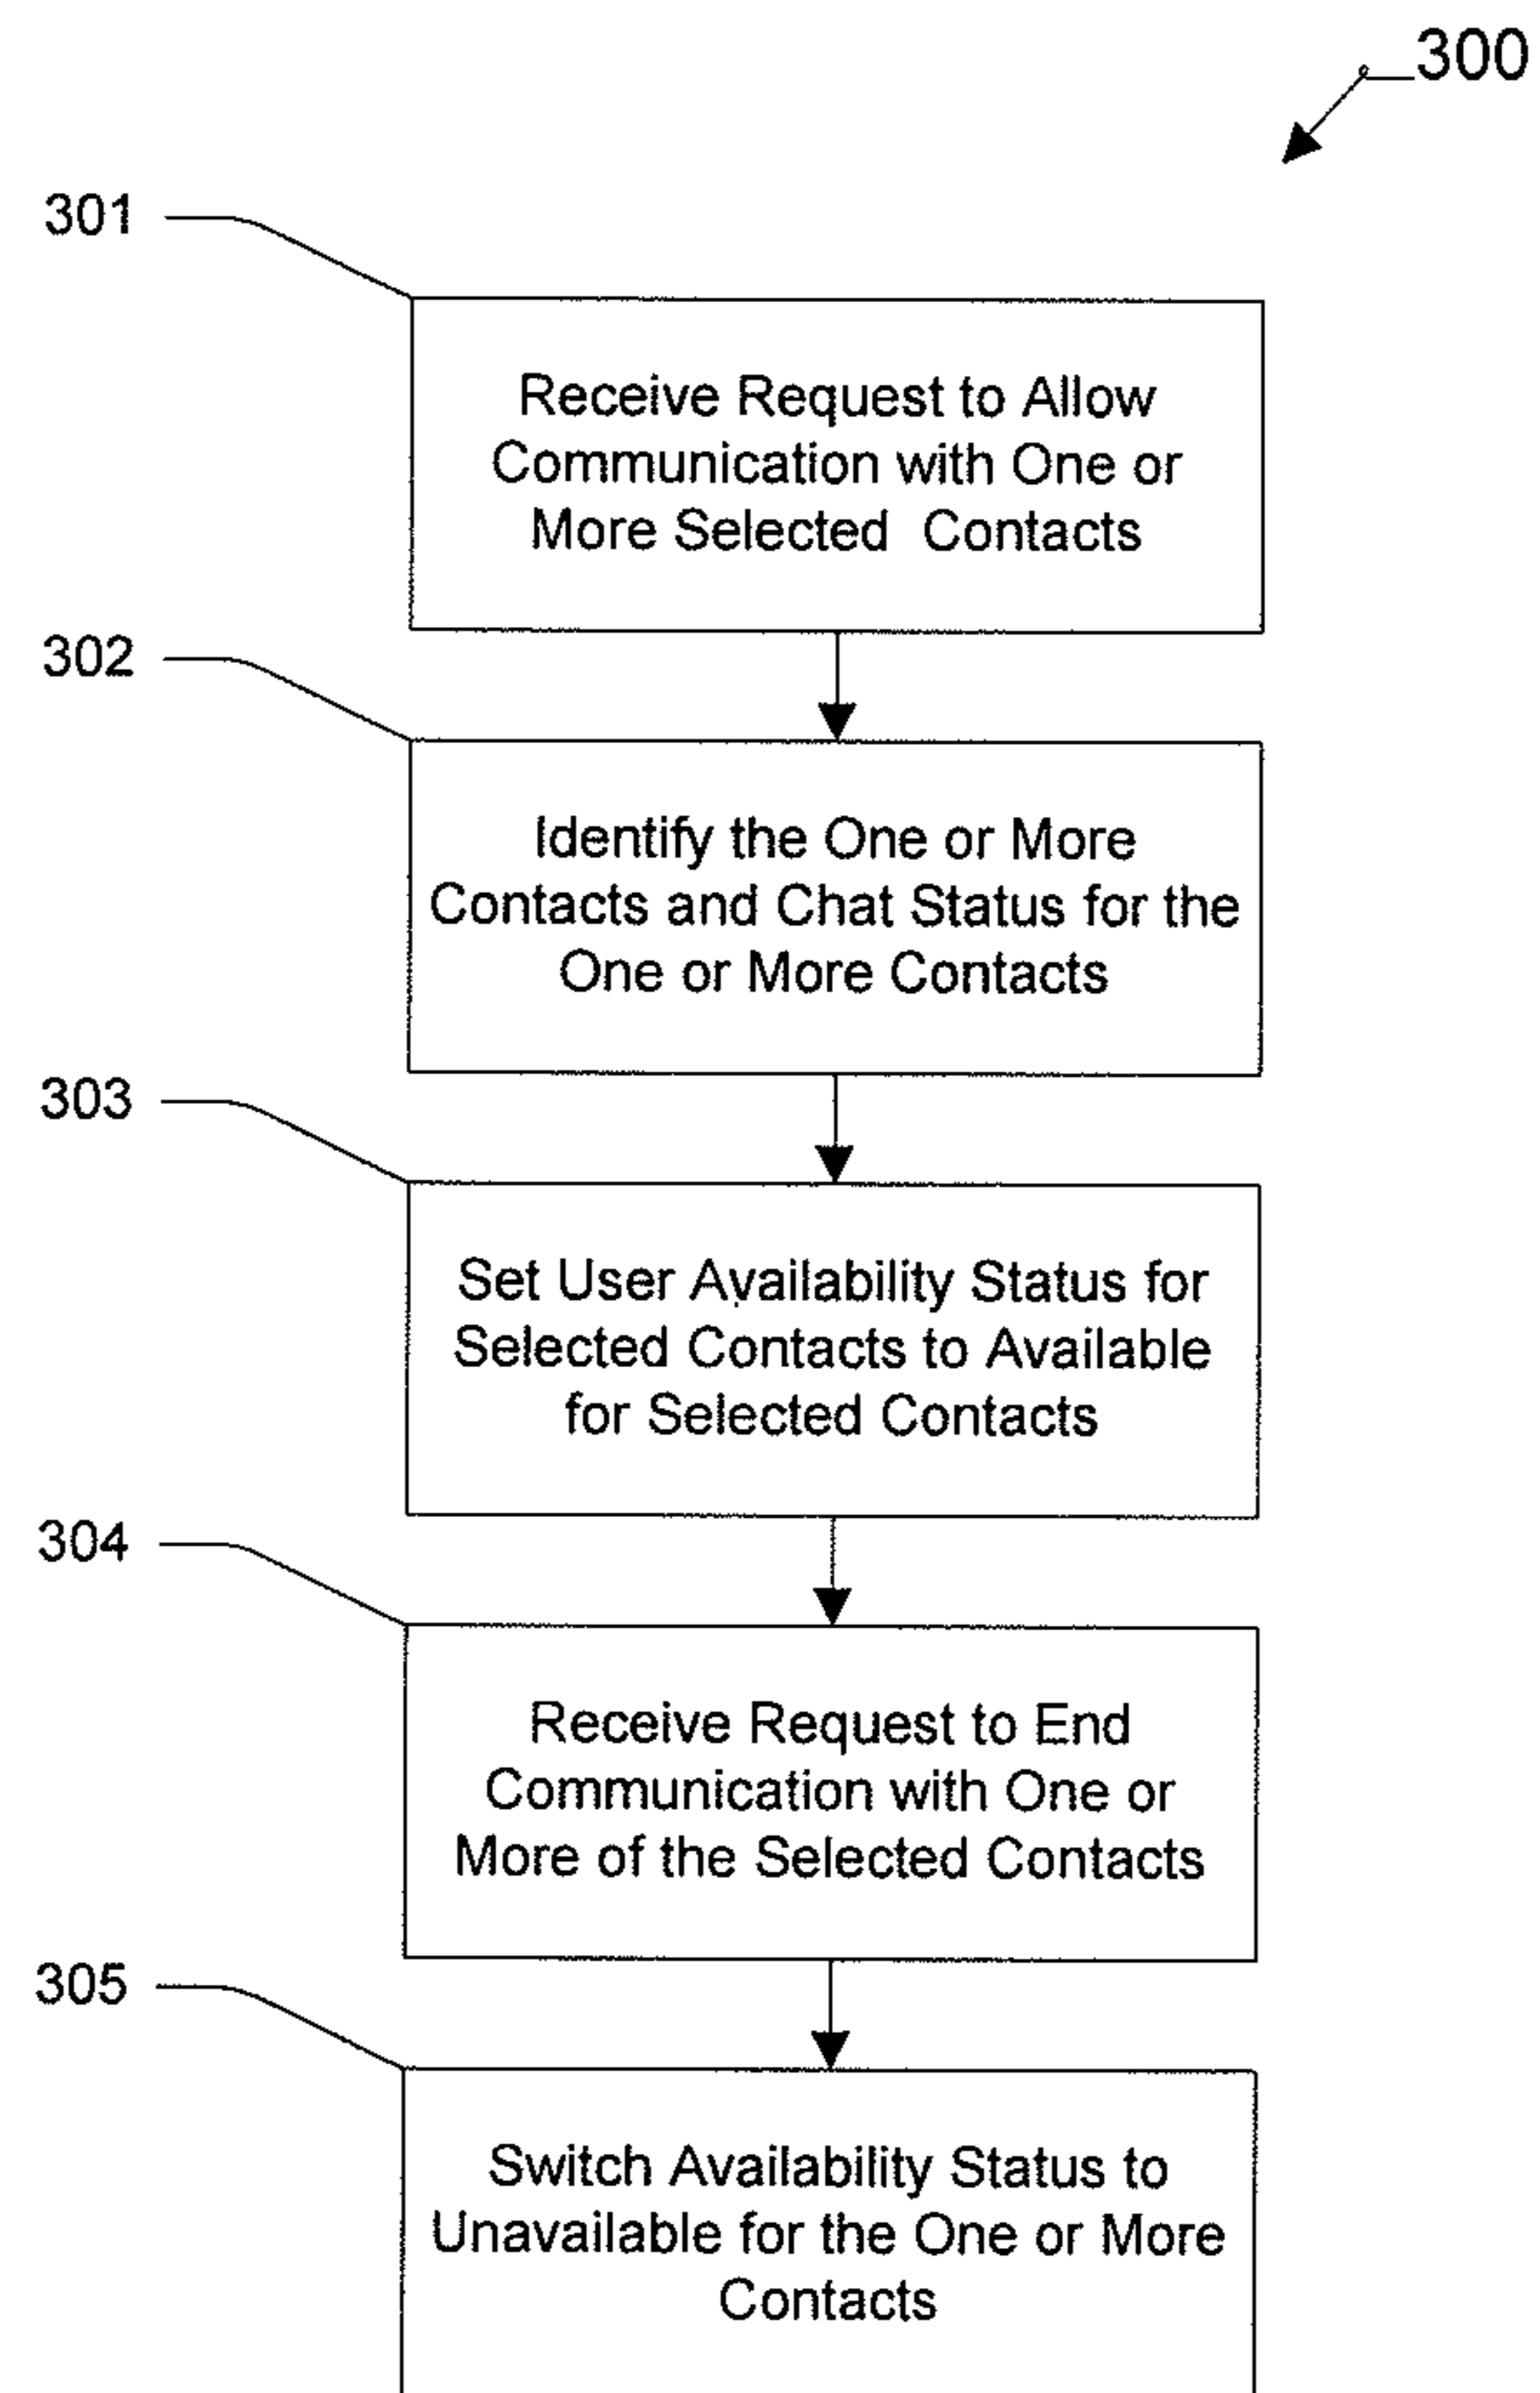 300
301
Receive Request to Allow
Communication with One or
More Selected Contacts
302
Identify the One or More
Contacts and Chat Status for the
One or More Contacts
303
Set User Availability Status for
Selected Contacts to Available
for Selected Contacts
304
Receive Request to End
Communication with One or
More of the Selected Contacts
305
Switch Availability Status to
Unavailable for the One or More
Contacts